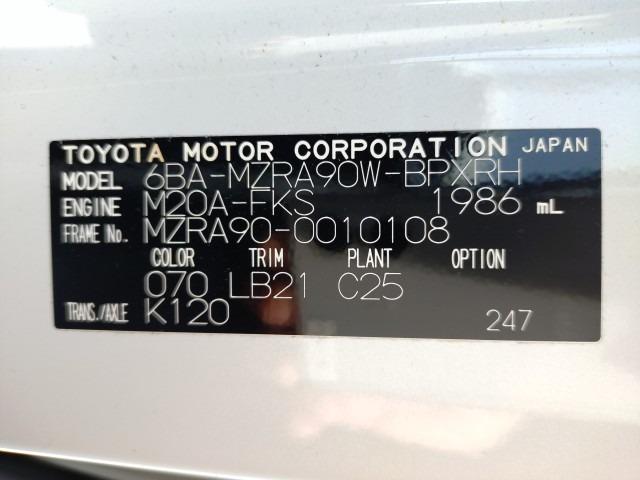 TOYOTA MOTOR CORPORATION JAPAN
MODEL 6BA-MZRA90W-BPXRH
ENGINE M20A-FKS 1986 mL
FRAME No. MZRA90-0010108
COLOR TRIM PLANT OPTION
070 LB21 C25
TRANS./AXLE K120
247